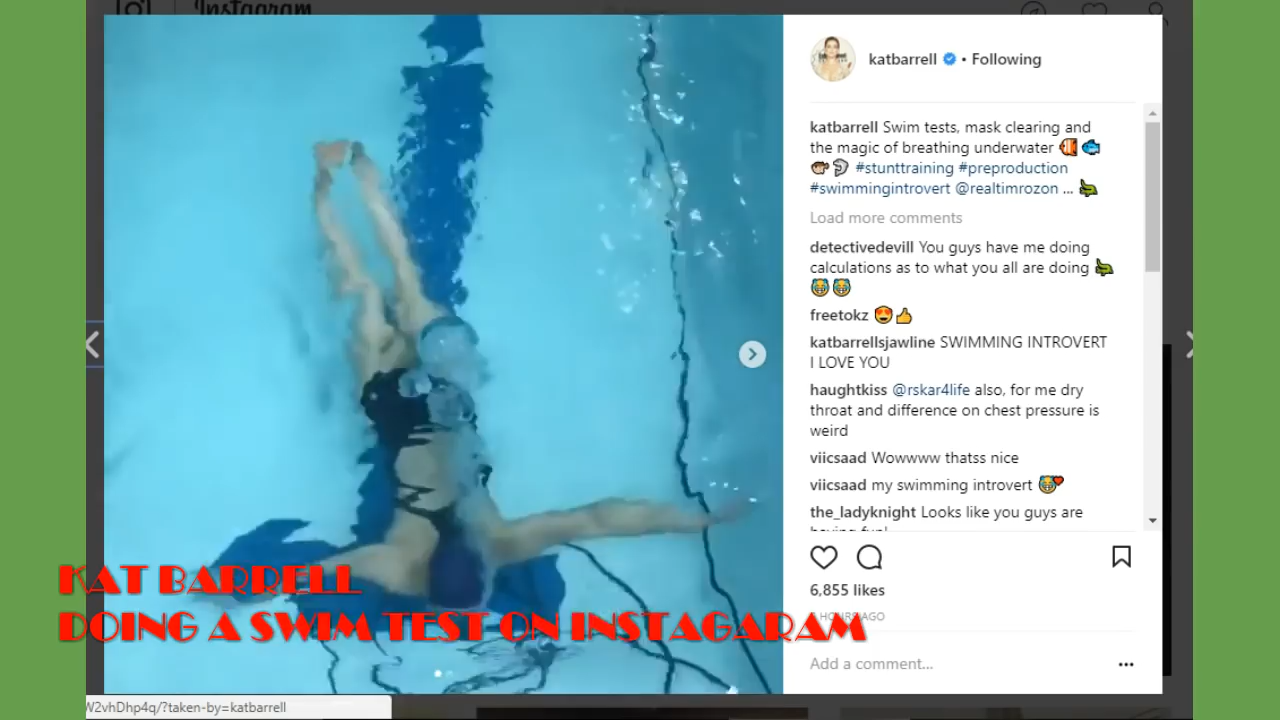 Instagram
katbarrell • Following
katbarrell Swim tests, mask clearing and
the magic of breathing underwater
#stunttraining #preproduction
#swimmingintrovert @realtimrozon ...
Load more comments
detectivedevill You guys have me doing
calculations as to what you all are doing
freetokz
katbarrellsjawline SWIMMING INTROVERT
I LOVE YOU
haughtkiss @rskar4life also, for me dry
throat and difference on chest pressure is
weird
viicsaad Wowwww thatss nice
viicsaad my swimming introvert
the_ladyknight Looks like you guys are
having fun!
6,855 likes
HOURS AGO
Add a comment...
KAT BARRELL
DOING A SWIM TEST ON INSTAGARAM
W2vhDhp4q/?taken-by=katbarrell